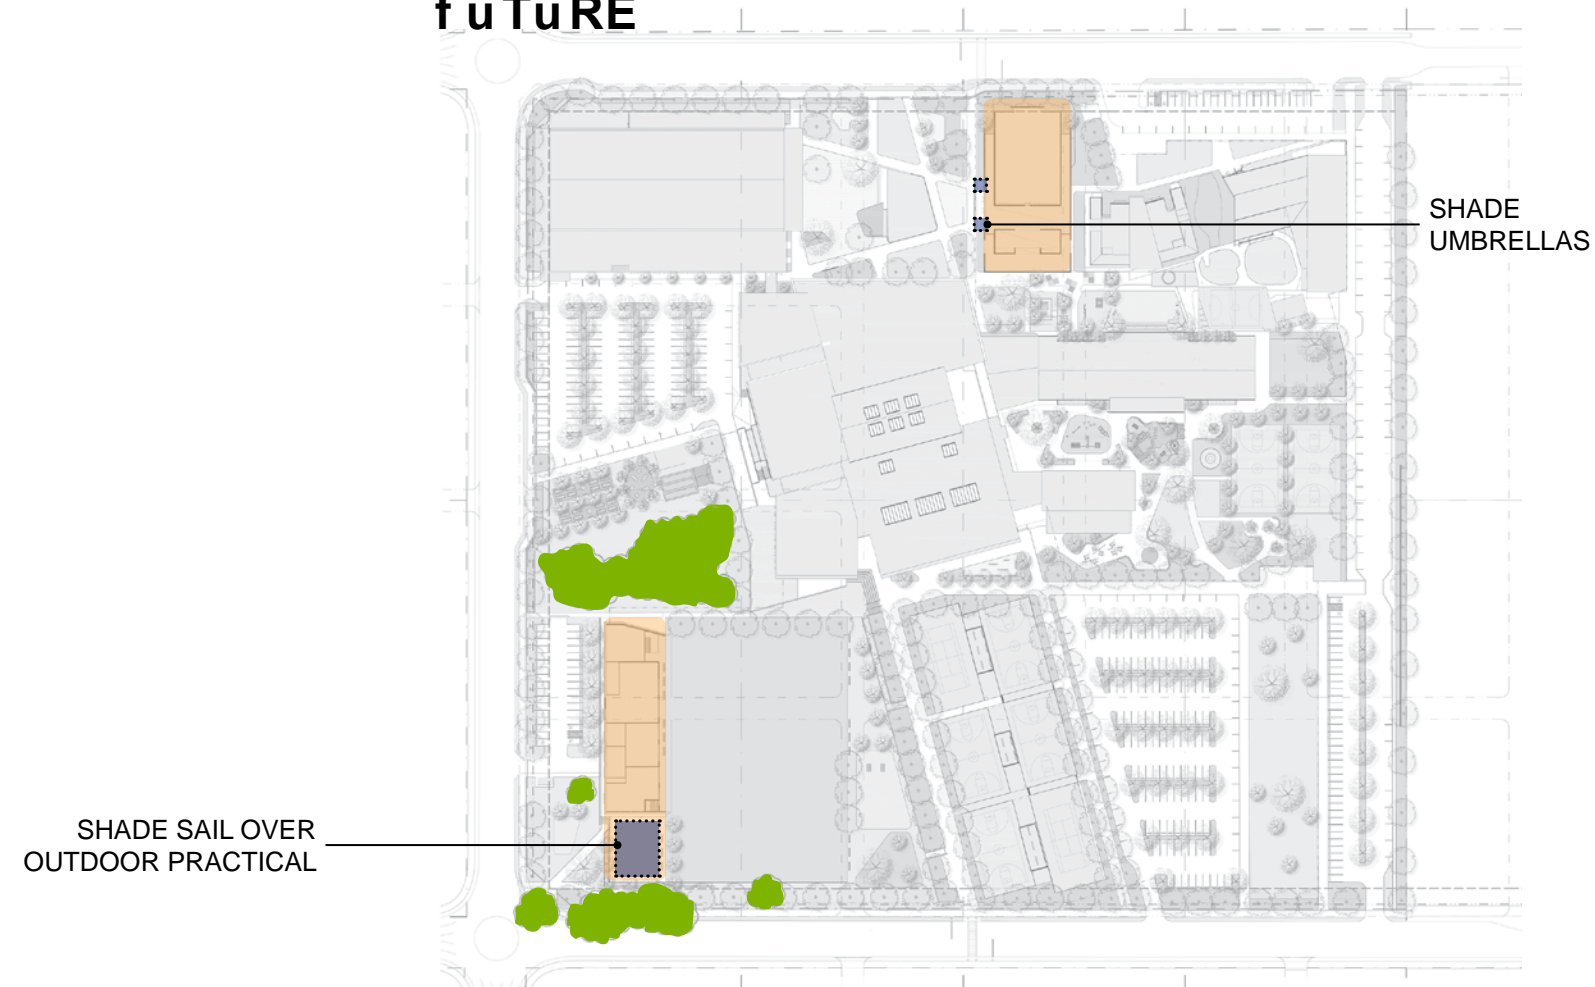 fuTuRE
SHADE
UMBRELLAS
SHADE SAIL OVER
OUTDOOR PRACTICAL